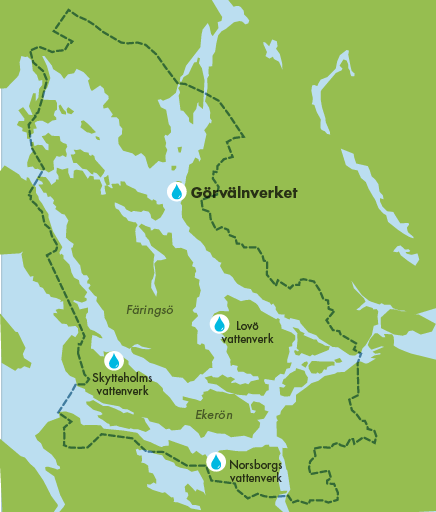 Görvälnverket
Färingsö
Lovö
vattenverk
Skytteholms
vattenverk
Ekerön
Norsborgs
vattenverk